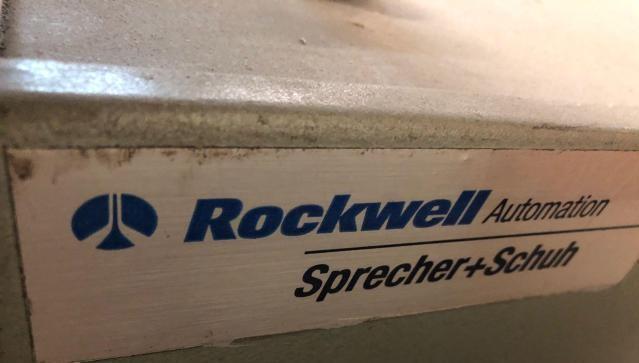 Rockwell Automation
Sprecher+Schuh